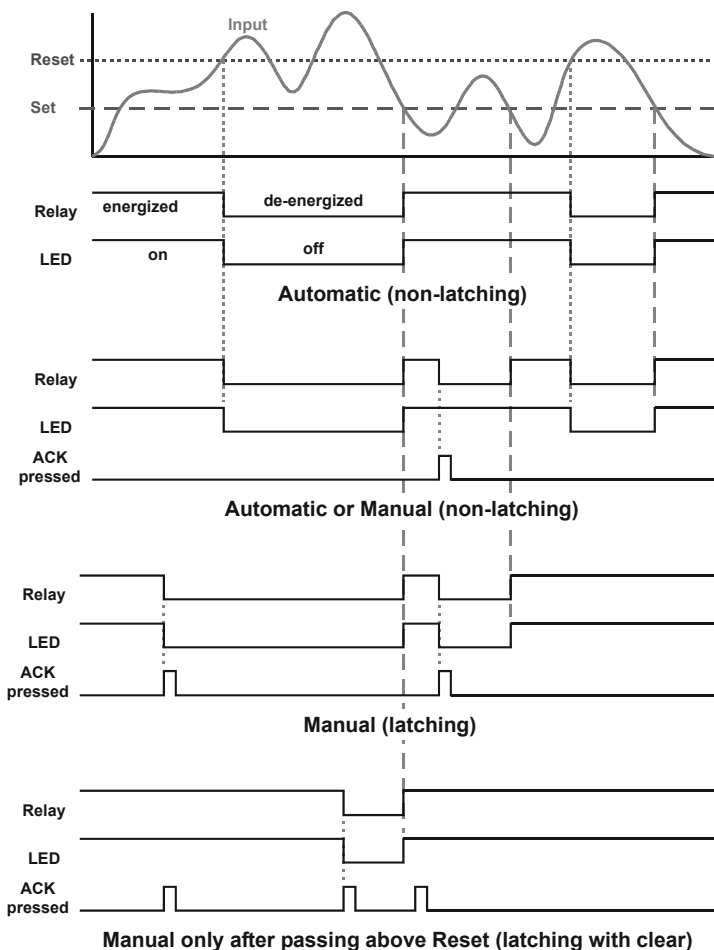 Input
Reset
Set
Relay energized de-energized
LED on off
Automatic (non-latching)
Relay
LED
ACK
pressed
Automatic or Manual (non-latching)
Relay
LED
ACK
pressed
Manual (latching)
Relay
LED
ACK
pressed
Manual only after passing above Reset (latching with clear)